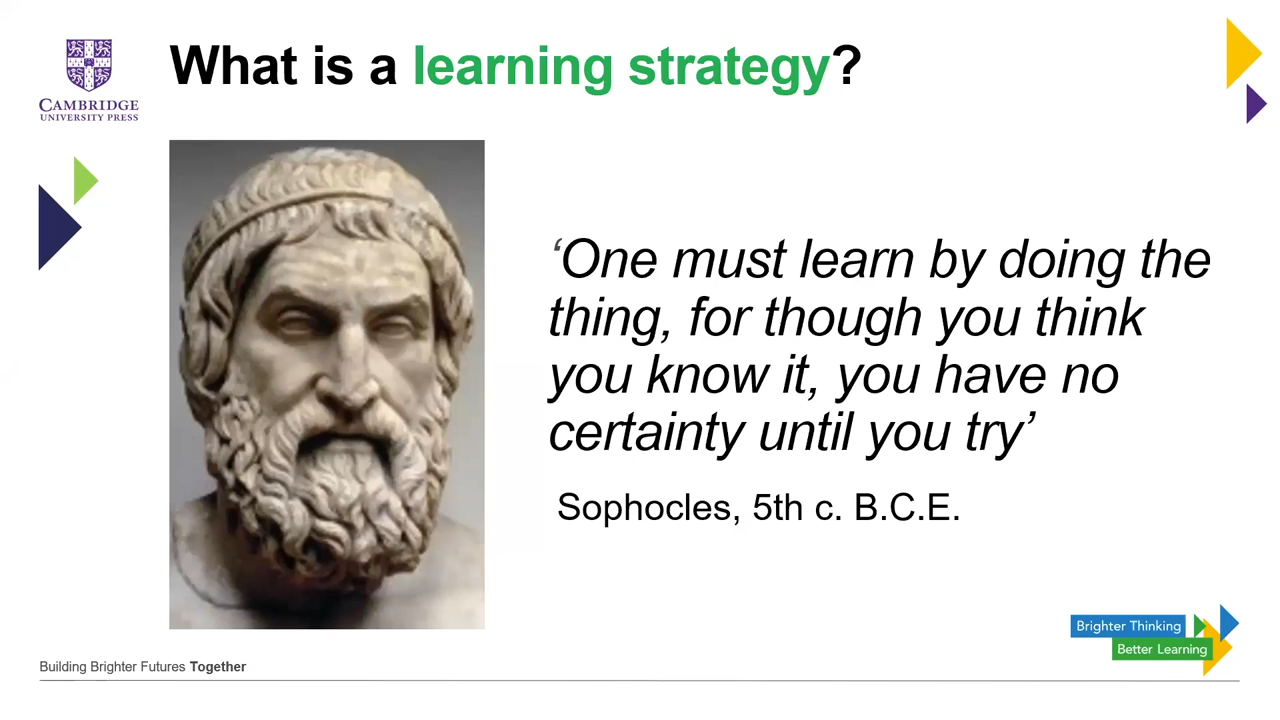 What is a learning strategy?
CAMBRIDGE
UNIVERSITY PRESS
‘One must learn by doing the
thing, for though you think
you know it, you have no
certainty until you try’
Sophocles, 5th c. B.C.E.
Brighter Thinking
Better Learning
Building Brighter Futures Together